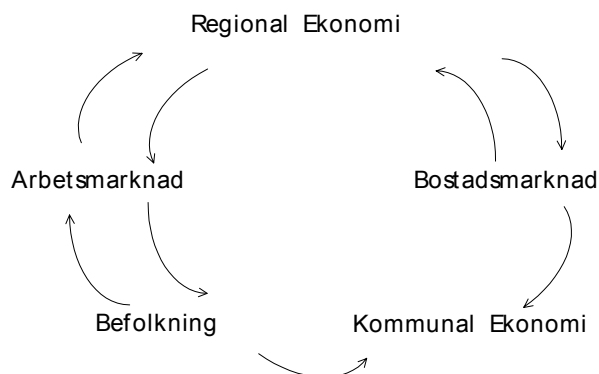 Regional Ekonomi
Arbetsmarknad
Bostadsmarknad
Befolkning
Kommunal Ekonomi